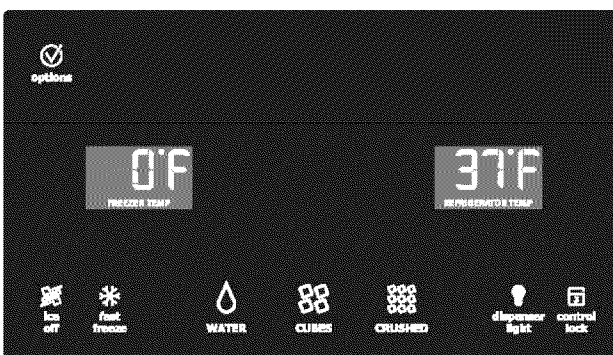 options
0°F
FREEZER TEMP
37°F
REFRIGERATOR TEMP
ice
off
fast
freeze
WATER
CUBES
CRUSHED
dispenser
light
control
lock